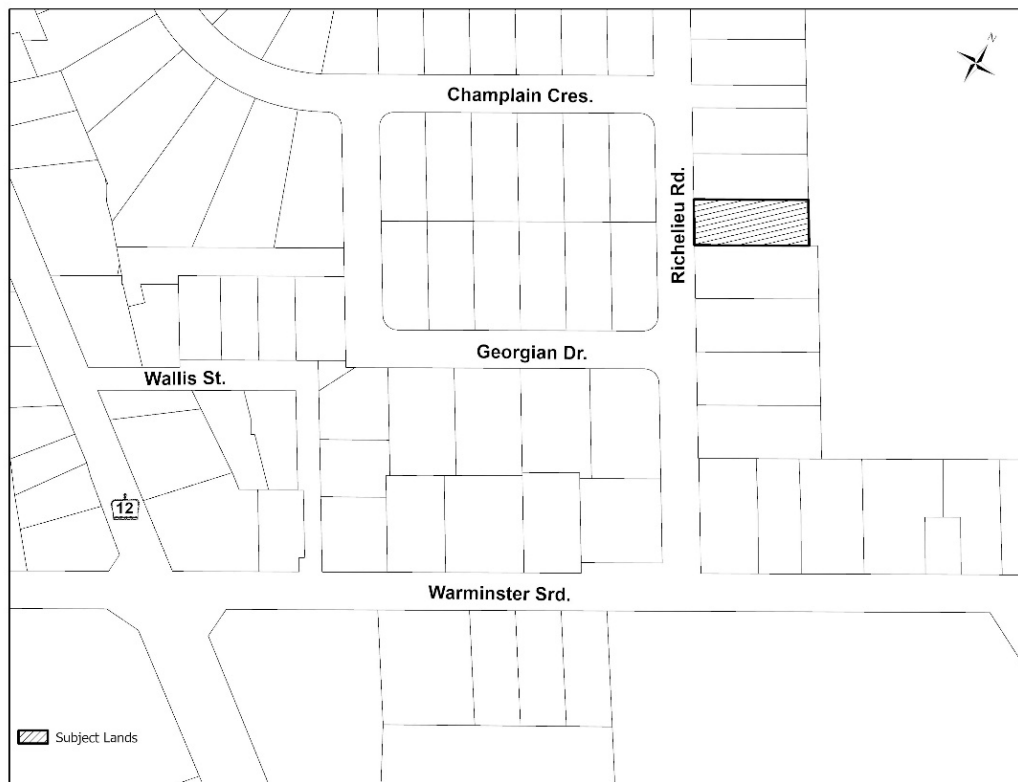 N
Champlain Cres.
Richelieu Rd.
Georgian Dr.
Wallis St.
12
Warminster Srd.
Subject Lands